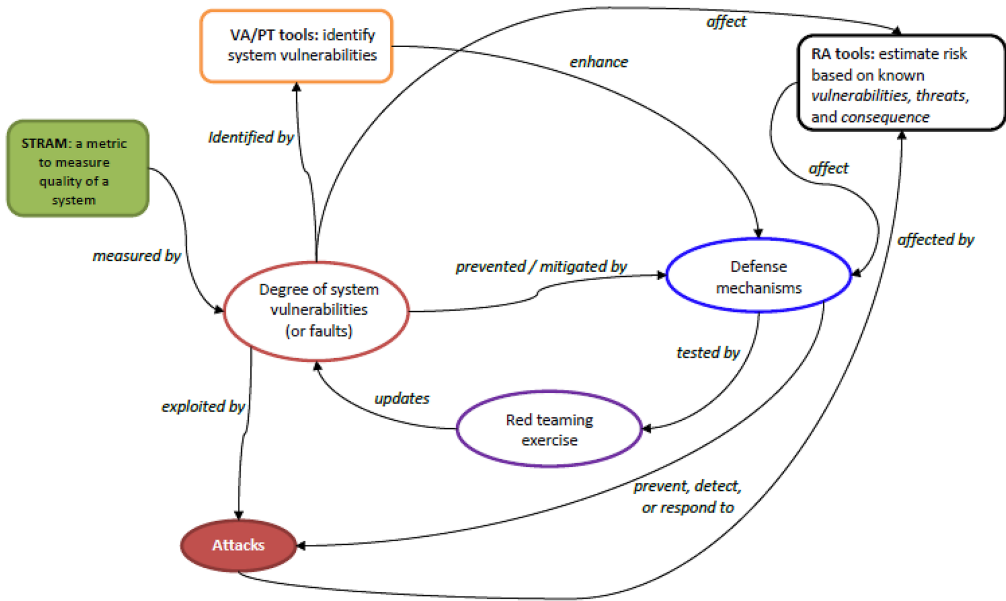 affect
VA/PT tools: identify
system vulnerabilities
RA tools: estimate risk
based on known
vulnerabilities, threats,
and consequence
enhance
Identified by
STRAM: a metric
to measure
quality of a
system
affect
measured by
affected by
prevented / mitigated by
Defense
mechanisms
Degree of system
vulnerabilities
(or faults)
tested by
updates
exploited by
Red teaming
exercise
prevent, detect,
or respond to
Attacks